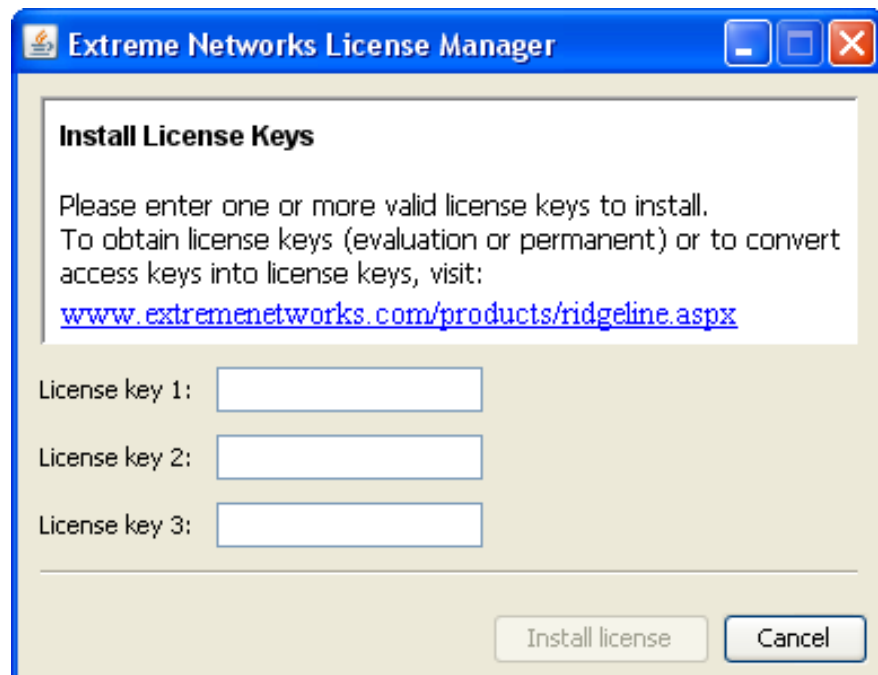 Extreme Networks License Manager
Install License Keys
Please enter one or more valid license keys to install.
To obtain license keys (evaluation or permanent) or to convert
access keys into license keys, visit:
www.extremenetworks.com/products/ridgeline.aspx
License key 1:
License key 2:
License key 3:
Install license
Cancel